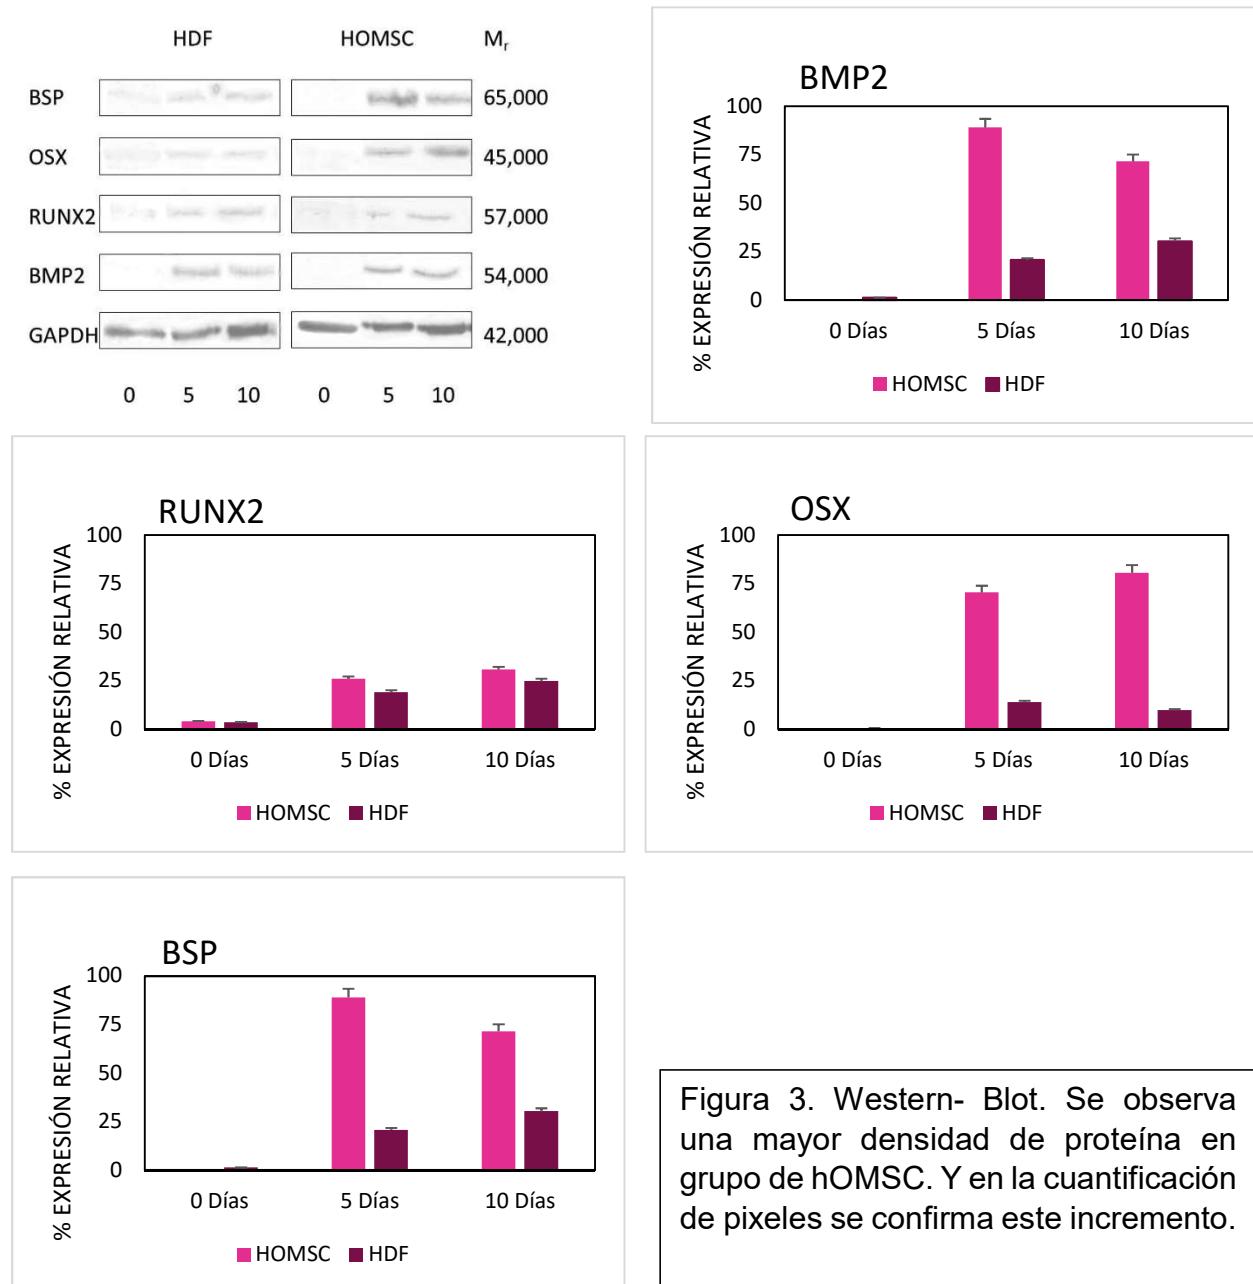 HDF HOMSC Mr
BSP 65,000
OSX 45,000
RUNX2 57,000
BMP2 54,000
GAPDH 42,000
0 5 10 0 5 10
BMP2
% EXPRESIÓN RELATIVA
100
75
50
25
0
0 Días 5 Días 10 Días
HOMSC HDF
RUNX2
% EXPRESIÓN RELATIVA
100
75
50
25
0
0 Días 5 Días 10 Días
HOMSC HDF
OSX
% EXPRESIÓN RELATIVA
100
75
50
25
0
0 Días 5 Días 10 Días
HOMSC HDF
BSP
% EXPRESIÓN RELATIVA
100
75
50
25
0
0 Días 5 Días 10 Días
HOMSC HDF
Figura 3. Western- Blot. Se observa
una mayor densidad de proteína en
grupo de hOMSC. Y en la cuantificación
de pixeles se confirma este incremento.